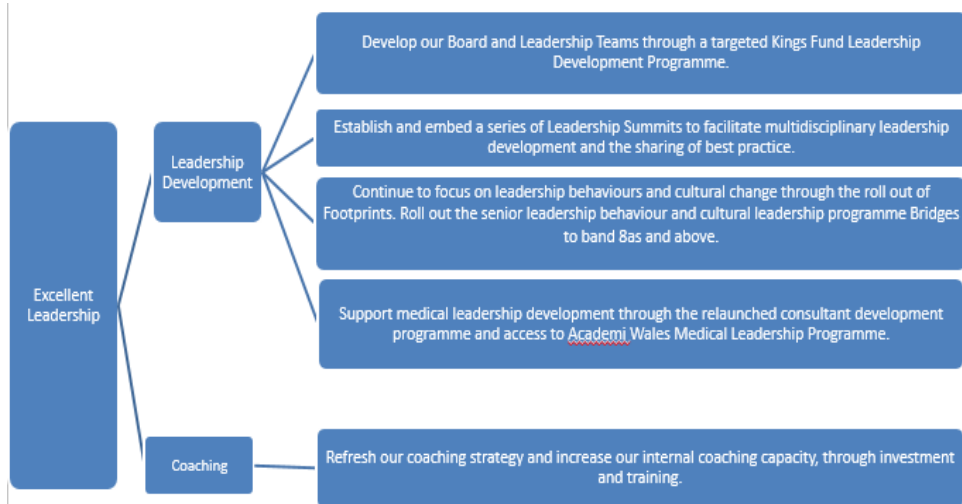 Develop our Board and Leadership Teams through a targeted Kings Fund Leadership
Development Programme.
Establish and embed a series of Leadership Summits to facilitate multidisciplinary leadership
development and the sharing of best practice.
Leadership
Development
Continue to focus on leadership behaviours and cultural change through the roll out of
Footprints. Roll out the senior leadership behaviour and cultural leadership programme Bridges
to band 8as and above.
Excellent
Leadership
Support medical leadership development through the relaunched consultant development
programme and access to Academi Wales Medical Leadership Programme.
Coaching
Refresh our coaching strategy and increase our internal coaching capacity, through investment
and training.